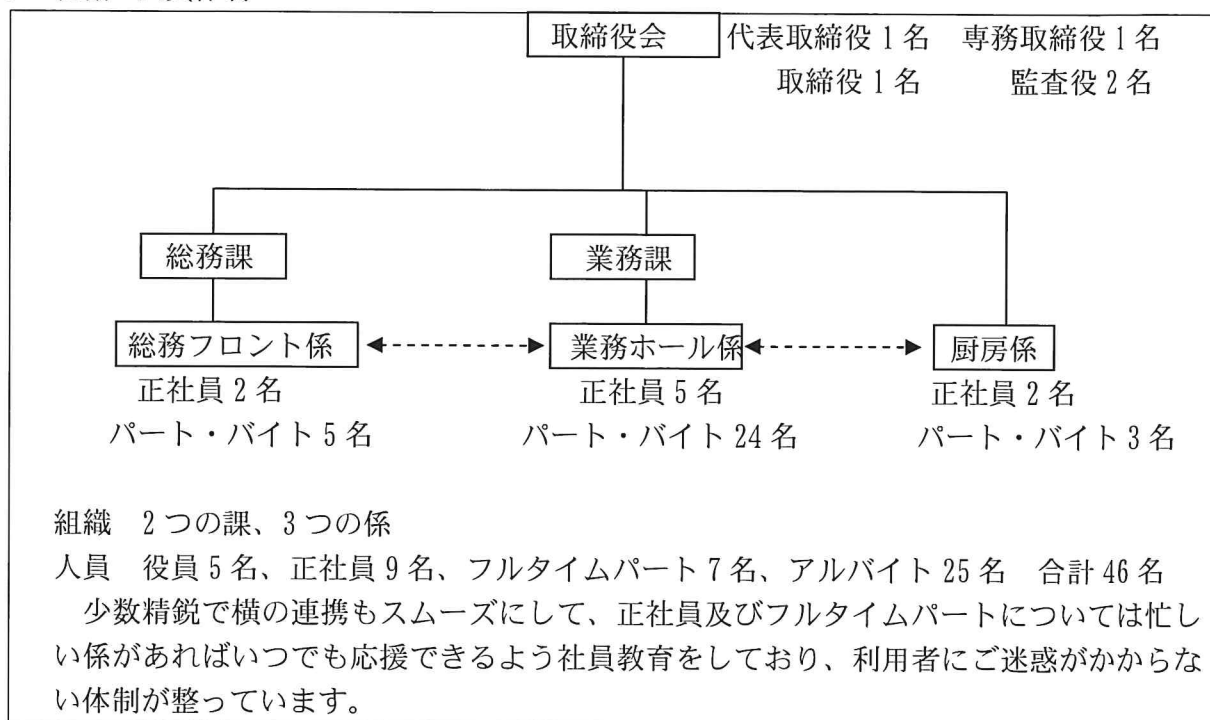 取締役会 代表取締役1名 専務取締役1名
取締役1名 監査役2名
総務課 業務課
総務フロント係 業務ホール係 厨房係
正社員2名 正社員5名 正社員2名
パート・バイト5名 パート・バイト24名 パート・バイト3名
組織 2つの課、3つの係
人員 役員5名、正社員9名、フルタイムパート7名、アルバイト25名 合計46名
少数精鋭で横の連携もスムーズにして、正社員及びフルタイムパートについては忙し
い係があればいつでも応援できるよう社員教育をしており、利用者にご迷惑がかからな
い体制が整っています。